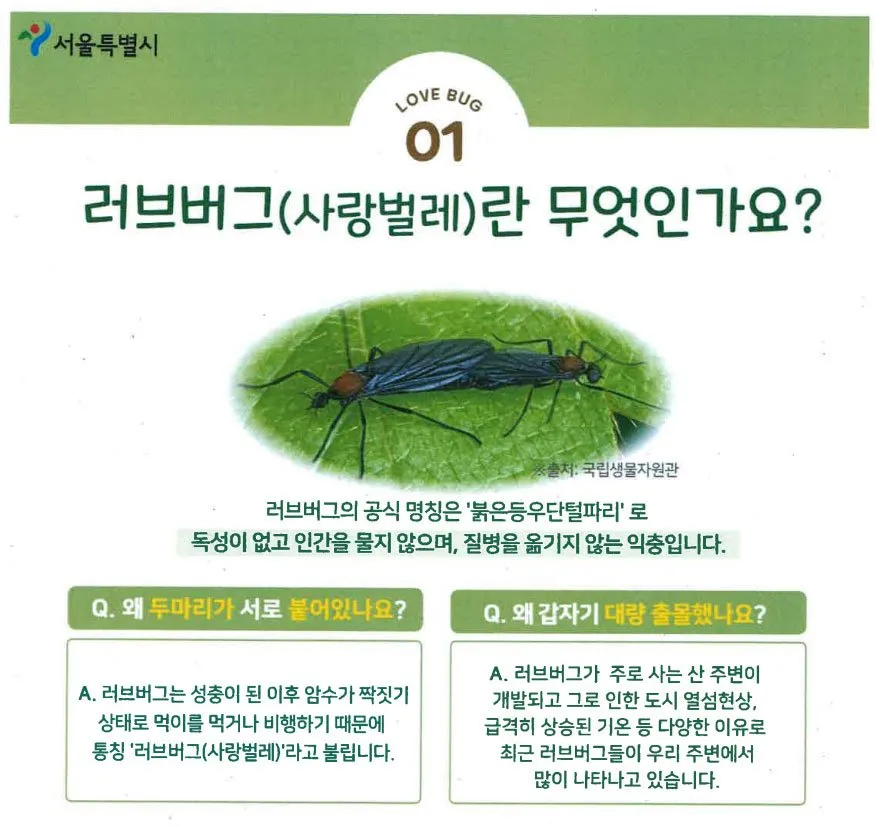 서울특별시
LOVE BUG
01
러브버그(사랑벌레)란 무엇인가요?
※출처: 국립생물자원관
러브버그의 공식 명칭은 '붉은등우단털파리' 로
독성이 없고 인간을 물지 않으며, 질병을 옮기지 않는 익충입니다.
Q. 왜 두마리가 서로 붙어있나요?
A. 러브버그는 성충이 된 이후 암수가 짝짓기
상태로 먹이를 먹거나 비행하기 때문에
통칭 '러브버그(사랑벌레)'라고 불립니다.
Q. 왜 갑자기 대량 출몰했나요?
A. 러브버그가 주로 사는 산 주변이
개발되고 그로 인한 도시 열섬현상,
급격히 상승된 기온 등 다양한 이유로
최근 러브버그들이 우리 주변에서
많이 나타나고 있습니다.